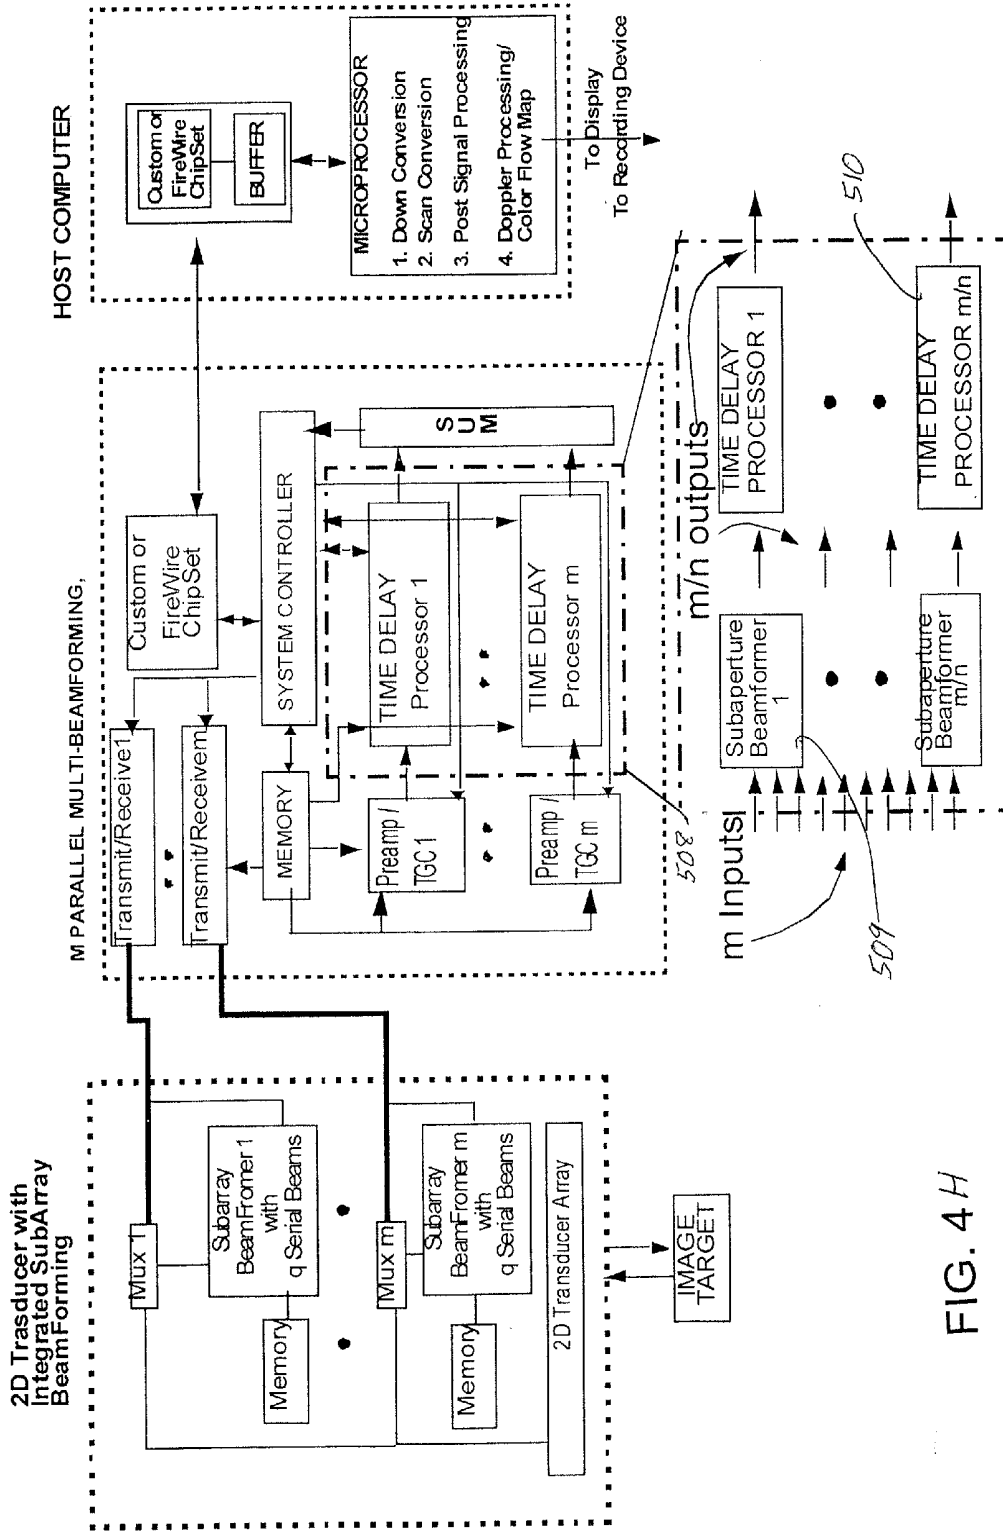 2D Trasducer with
Integrated SubArray
BeamForming
Mux 1
Subarray
BeamFromer 1
with
q Serial Beams
Memory
Mux m
Subarray
BeamFromer m
with
q Serial Beams
Memory
2D Transducer Array
IMAGE
TARGET
M PARALLEL MULTI-BEAMFORMING,
Transmit/Receive1
Transmit/Receivem
Custom or
FireWire
ChipSet
MEMORY
SYSTEM CONTROLLER
Preamp /
TGC 1
TIME DELAY
Processor 1
Preamp /
TGC m
TIME DELAY
Processor m
SUM
HOST COMPUTER
Custom or
FireWire
ChipSet
BUFFER
MICROPROCESSOR
1. Down Conversion
2. Scan Conversion
3. Post Signal Processing
4. Doppler Processing/
Color Flow Map
To Display
To Recording Device
508
m Inputs
m/n outputs
Subaperture
Beamformer
1
TIME DELAY
PROCESSOR 1
Subaperture
Beamformer
m/n
TIME DELAY
PROCESSOR m/n
509
510
FIG. 4H